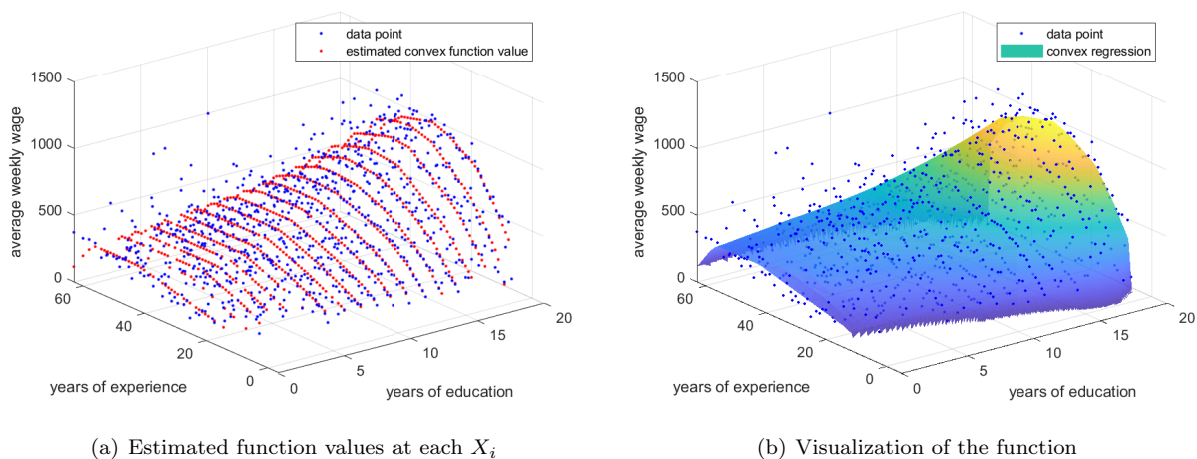 data point
estimated convex function value
1500
1000
500
0
average weekly wage
60
40
20
0
years of experience
0
5
10
15
20
years of education
(a) Estimated function values at each X_i
data point
convex regression
1500
1000
500
0
average weekly wage
60
40
20
0
years of experience
0
5
10
15
20
years of education
(b) Visualization of the function